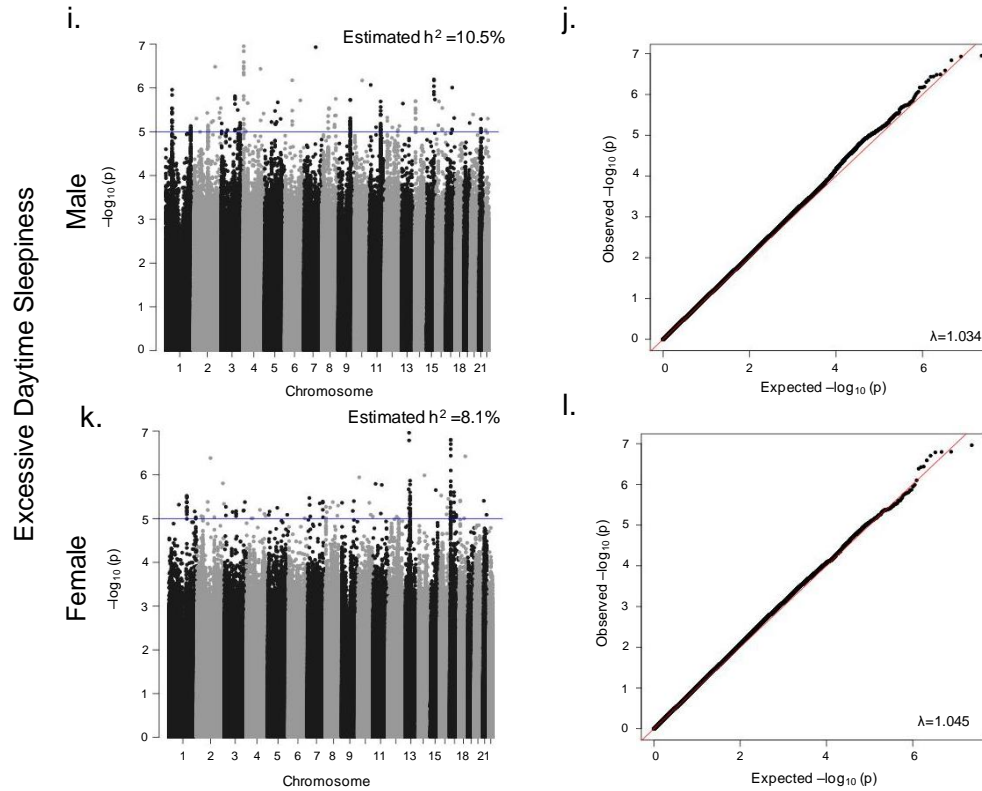 Excessive Daytime Sleepiness
Male
i.
Estimated h² =10.5%
7
6
5
4
3
2
1
0
−log₁₀ (p)
1 2 3 4 5 6 7 8 9 11 13 15 18 21
Chromosome
j.
7
6
5
4
3
2
1
0
Observed −log₁₀ (p)
λ=1.034
0 2 4 6
Expected −log₁₀ (p)
Female
k.
Estimated h² =8.1%
7
6
5
4
3
2
1
0
−log₁₀ (p)
1 2 3 4 5 6 7 8 9 11 13 15 18 21
Chromosome
l.
7
6
5
4
3
2
1
0
Observed −log₁₀ (p)
λ=1.045
0 2 4 6
Expected −log₁₀ (p)